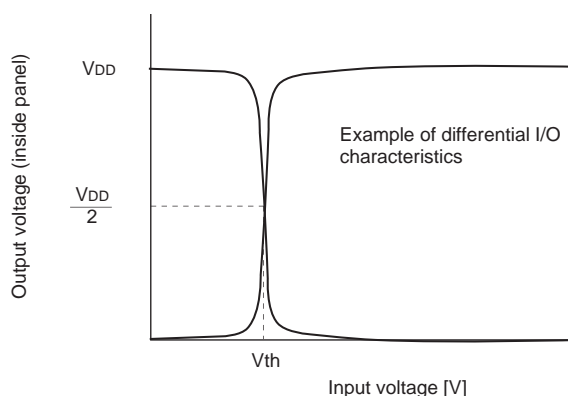 Output voltage (inside panel)
VDD
VDD
2
Example of differential I/O
characteristics
Vth
Input voltage [V]